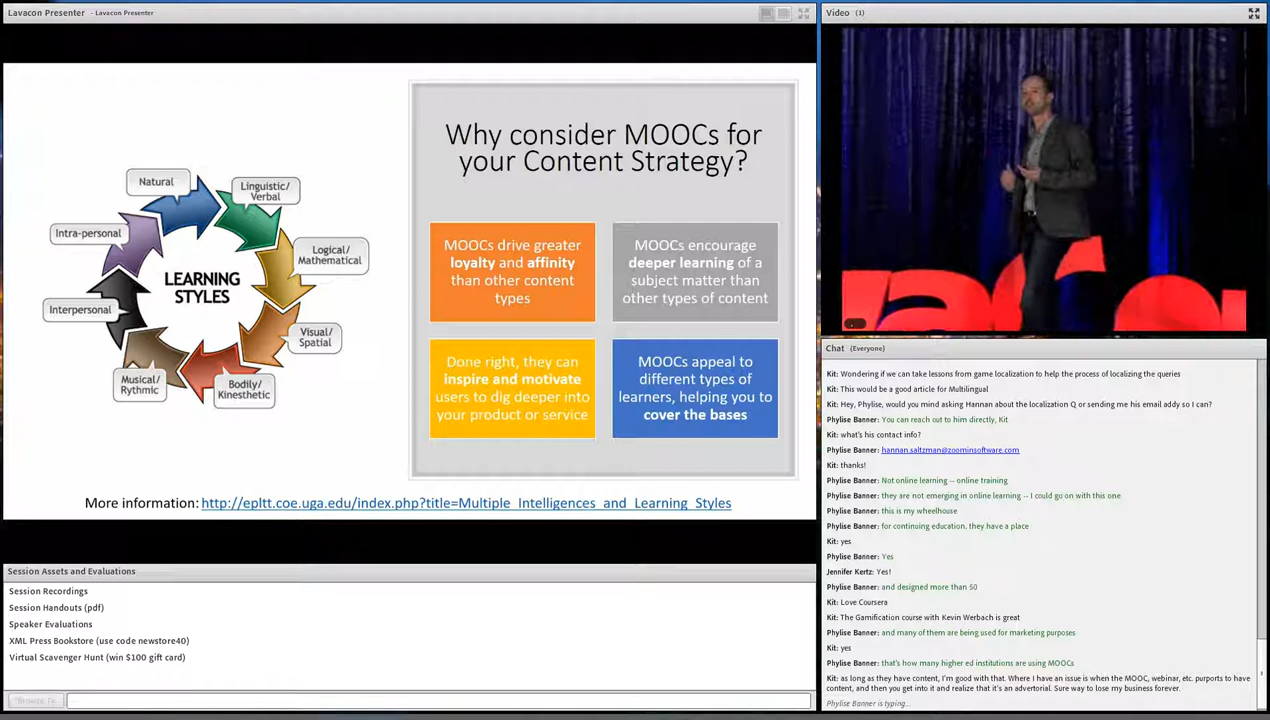 Lavacon Presenter - Lavacon Presenter
Natural
Linguistic/
Verbal
Intra-personal
Logical/
Mathematical
LEARNING
STYLES
Interpersonal
Visual/
Spatial
Musical/
Rythmic
Bodily/
Kinesthetic
Why consider MOOCs for
your Content Strategy?
MOOCs drive greater
loyalty and affinity
than other content
types
MOOCs encourage
deeper learning of a
subject matter than
other types of content
Done right, they can
inspire and motivate
users to dig deeper into
your product or service
MOOCs appeal to
different types of
learners, helping you to
cover the bases
More information: http://epltt.coe.uga.edu/index.php?title=Multiple_Intelligences_and_Learning_Styles
Session Assets and Evaluations
Session Recordings
Session Handouts (pdf)
Speaker Evaluations
XML Press Bookstore (use code newstore40)
Virtual Scavenger Hunt (win $100 gift card)
Browse To
Video (1)
Chat (Everyone)
Kit: Wondering if we can take lessons from game localization to help the process of localizing the queries
Kit: This would be a good article for Multilingual
Kit: Hey, Phylise, would you mind asking Hannan about the localization Q or sending me his email addy so I can?
Phylise Banner: You can reach out to him directly, Kit
Kit: what's his contact info?
Phylise Banner: hannan.saltzman@zoominsoftware.com
Kit: thanks!
Phylise Banner: Not online learning -- online training
Phylise Banner: they are not emerging in online learning -- I could go on with this one
Phylise Banner: this is my wheelhouse
Phylise Banner: for continuing education, they have a place
Kit: yes
Phylise Banner: Yes
Jennifer Kertz: Yes!
Phylise Banner: and designed more than 50
Kit: Love Coursera
Kit: The Gamification course with Kevin Werbach is great
Phylise Banner: and many of them are being used for marketing purposes
Kit: yes
Phylise Banner: that's how many higher ed institutions are using MOOCs
Kit: as long as they have content, I'm good with that. Where I have an issue is when the MOOC, webinar, etc. purports to have
content, and then you get into it and realize that it's an advertorial. Sure way to lose my business forever.
Phylise Banner is typing...